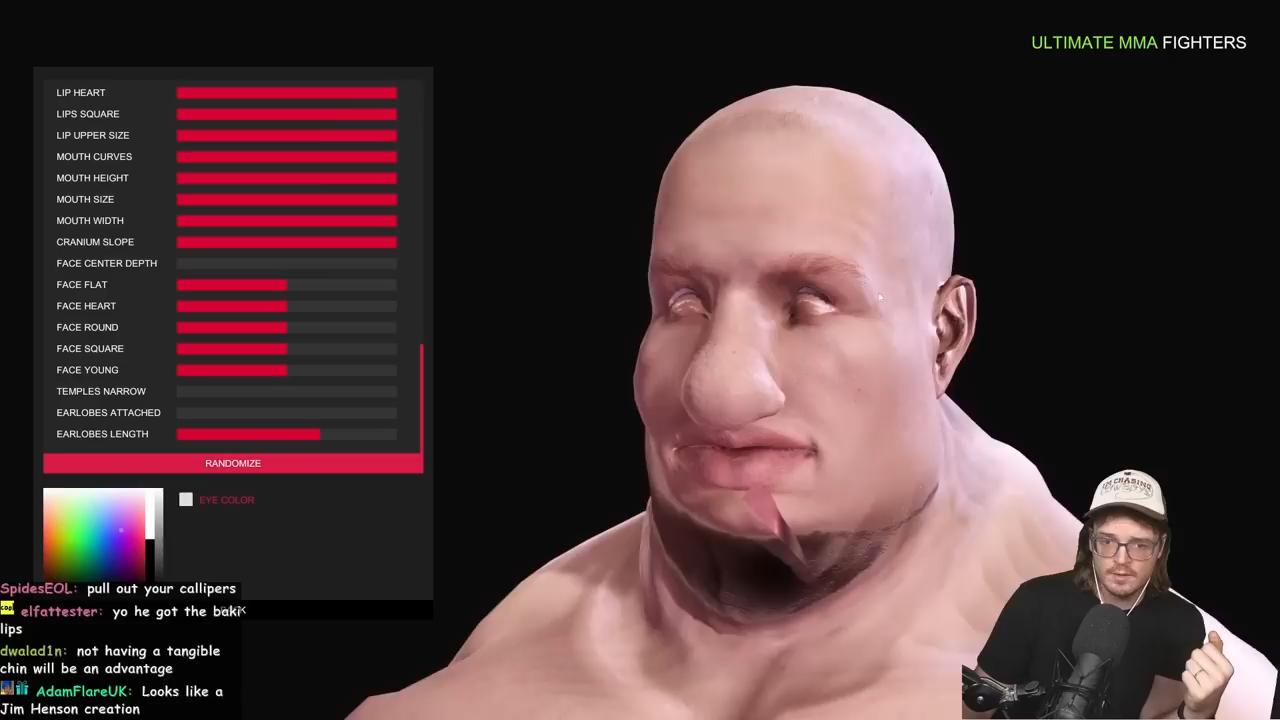 ULTIMATE MMA FIGHTERS
LIP HEART
LIPS SQUARE
LIP UPPER SIZE
MOUTH CURVES
MOUTH HEIGHT
MOUTH SIZE
MOUTH WIDTH
CRANIUM SLOPE
FACE CENTER DEPTH
FACE FLAT
FACE HEART
FACE ROUND
FACE SQUARE
FACE YOUNG
TEMPLES NARROW
EARLOBES ATTACHED
EARLOBES LENGTH
RANDOMIZE
EYE COLOR
SpidesEOL: pull out your callipers
elfattester: yo he got the baki
lips
dwalad1n: not having a tangible
chin will be an advantage
AdamFlareUK: Looks like a
Jim Henson creation
I'M CHASING